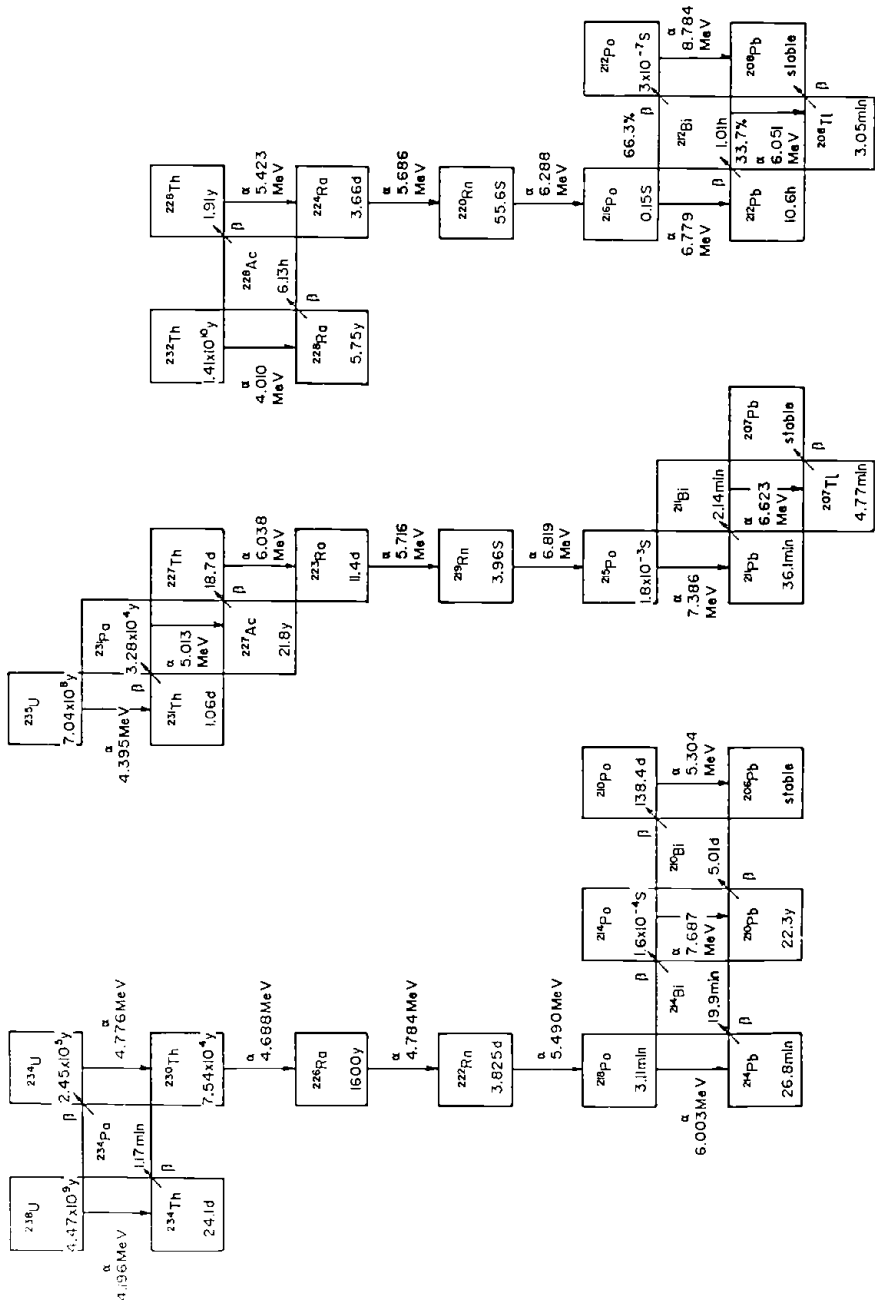 ²³⁸U
4.47x10⁹y
α
4.196MeV
²³⁴Th
24.1d
β
²³⁴Pa
1.17min
β
²³⁴U
2.45x10⁵y
α
4.776MeV
²³⁰Th
7.54x10⁴y
α
4.688MeV
²²⁶Ra
1600y
α
4.784MeV
²²²Rn
3.825d
α
5.490MeV
²¹⁸Po
3.11min
α
6.003MeV
²¹⁴Pb
26.8min
β
²¹⁴Bi
19.9min
β
²¹⁴Po
1.6x10⁻⁴S
α
7.687
MeV
²¹⁰Pb
22.3y
β
²¹⁰Bi
5.01d
β
²¹⁰Po
138.4d
α
5.304
MeV
²⁰⁶Pb
stable
²³⁵U
7.04x10⁸y
α
4.395MeV
²³¹Th
1.06d
β
²³¹Pa
3.28x10⁴y
α
5.013
MeV
²²⁷Ac
21.8y
β
²²⁷Th
18.7d
α
6.038
MeV
²²³Ra
11.4d
α
5.716
MeV
²¹⁹Rn
3.96S
α
6.819
MeV
²¹⁵Po
1.8x10⁻³S
α
7.386
MeV
²¹¹Pb
36.1min
²¹¹Bi
2.14min
α
6.623
MeV
²⁰⁷Tl
4.77min
β
²⁰⁷Pb
stable
²³²Th
1.41x10¹⁰y
α
4.010
MeV
²²⁸Ra
5.75y
β
²²⁸Ac
6.13h
β
²²⁸Th
1.91y
α
5.423
MeV
²²⁴Ra
3.66d
α
5.686
MeV
²²⁰Rn
55.6S
α
6.288
MeV
²¹⁶Po
0.15S
α
6.779
MeV
²¹²Pb
10.6h
β
²¹²Bi
1.01h
66.3%
β
²¹²Po
3x10⁻⁷S
α
8.784
MeV
33.7%
α
6.051
MeV
²⁰⁸Tl
3.05min
β
²⁰⁸Pb
stable